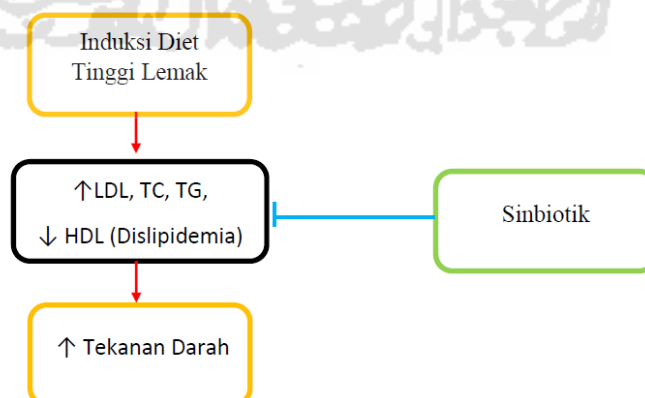 Induksi Diet
Tinggi Lemak
↑LDL, TC, TG,
↓ HDL (Dislipidemia)
Sinbiotik
↑ Tekanan Darah